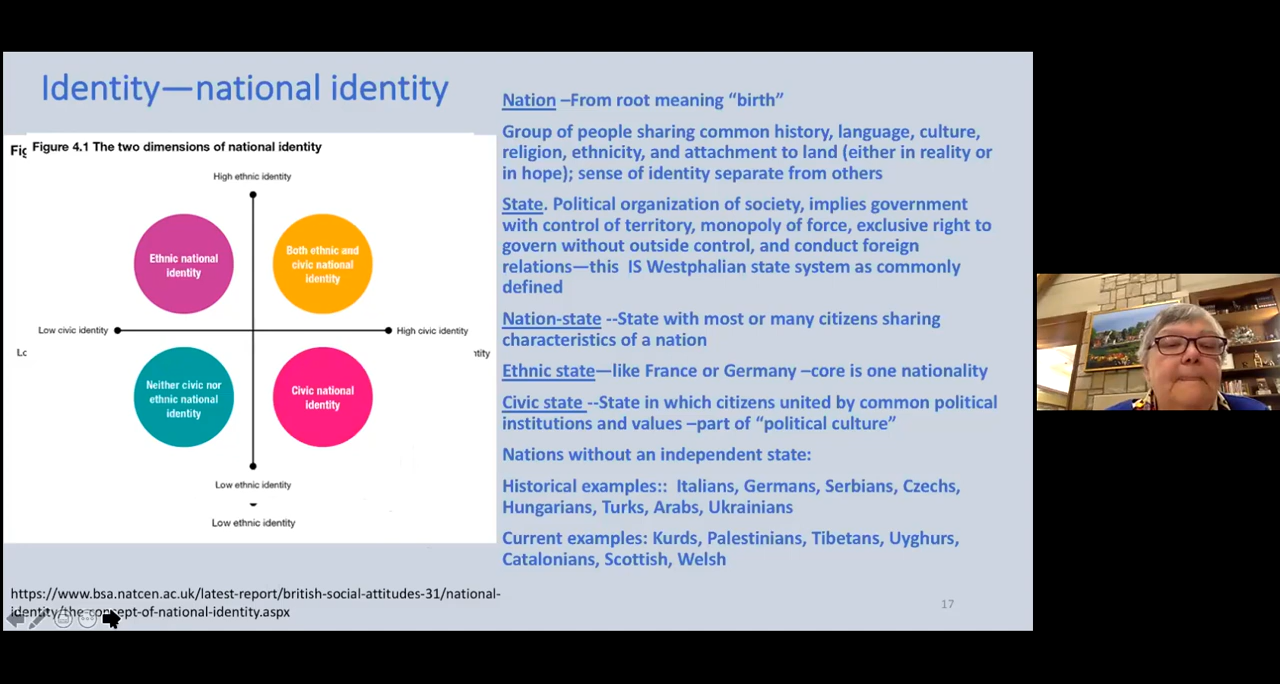 Identity—national identity
Fig
Figure 4.1 The two dimensions of national identity
High ethnic identity
Ethnic national
identity
Both ethnic and
civic national
identity
Low civic identity
High civic identity
Lc
ntity
Neither civic nor
ethnic national
identity
Civic national
identity
Low ethnic identity
Low ethnic identity
https://www.bsa.natcen.ac.uk/latest-report/british-social-attitudes-31/national-
identity/the-concept-of-national-identity.aspx
Nation –From root meaning “birth”
Group of people sharing common history, language, culture,
religion, ethnicity, and attachment to land (either in reality or
in hope); sense of identity separate from others
State. Political organization of society, implies government
with control of territory, monopoly of force, exclusive right to
govern without outside control, and conduct foreign
relations—this IS Westphalian state system as commonly
defined
Nation-state --State with most or many citizens sharing
characteristics of a nation
Ethnic state—like France or Germany –core is one nationality
Civic state --State in which citizens united by common political
institutions and values –part of “political culture”
Nations without an independent state:
Historical examples:: Italians, Germans, Serbians, Czechs,
Hungarians, Turks, Arabs, Ukrainians
Current examples: Kurds, Palestinians, Tibetans, Uyghurs,
Catalonians, Scottish, Welsh
17